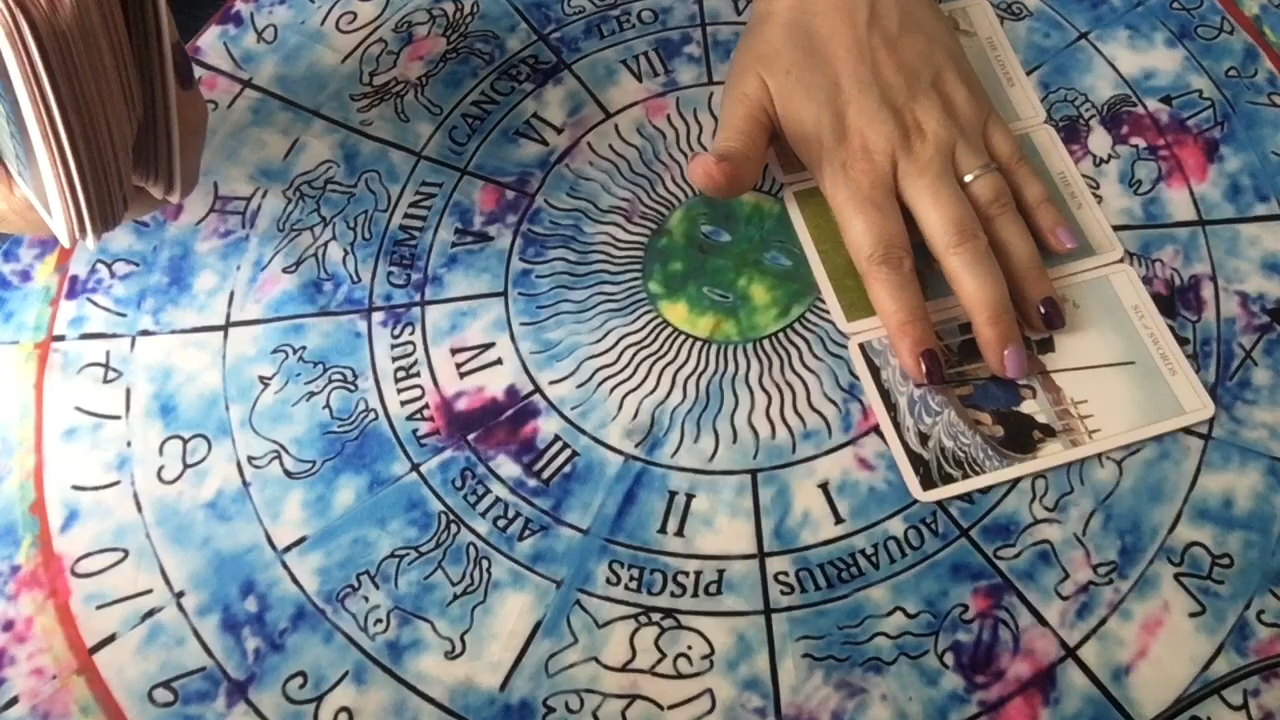 LEO
VII
CANCER
VI
GEMINI
V
TAURUS
IV
ARIES
III
PISCES
II
AQUARIUS
I
THE LOVERS
THE SUN
SIX of SWORDS